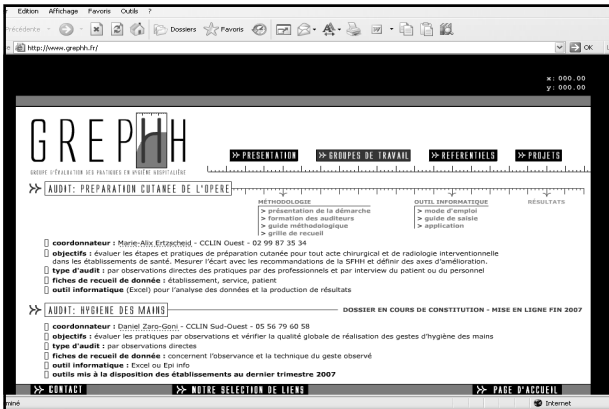 Edition Affichage Favoris Outils ?
Précédente Dossiers Favoris
http://www.grephh.fr/ OK
x: 000.00
y: 000.00
GREPHH
GROUPE D'ÉVALUATION DES PRATIQUES EN HYGIÈNE HOSPITALIÈRE
>> PRESENTATION >> GROUPES DE TRAVAIL >> REFERENTIELS >> PROJETS
>> AUDIT: PREPARATION CUTANEE DE L'OPERE
MÉTHODOLOGIE OUTIL INFORMATIQUE RÉSULTATS
> présentation de la démarche > mode d'emploi
> formation des auditeurs > guide de saisie
> guide méthodologique > application
> grille de recueil
coordonnateur : Marie-Alix Ertzscheid - CCLIN Ouest - 02 99 87 35 34
objectifs : évaluer les étapes et pratiques de préparation cutanée pour tout acte chirurgical et de radiologie interventionnelle
dans les établissements de santé. Mesurer l'écart avec les recommandations de la SFHH et définir des axes d'amélioration.
type d'audit : par observations directes des pratiques par des professionnels et par interview du patient ou du personnel
fiches de recueil de donnée : établissement, service, patient
outil informatique (Excel) pour l'analyse des données et la production de résultats
>> AUDIT: HYGIENE DES MAINS DOSSIER EN COURS DE CONSTITUTION - MISE EN LIGNE FIN 2007
coordonnateur : Daniel Zaro-Goni - CCLIN Sud-Ouest - 05 56 79 60 58
objectifs : évaluer les pratiques par observations et vérifier la qualité globale de réalisation des gestes d'hygiène des mains
type d'audit : par observations directes
fiches de recueil de donnée : concernent l'observance et la technique du geste observé
outil informatique : Excel ou Epi info
outils mis à la disposition des établissements au dernier trimestre 2007
>> CONTACT >> NOTRE SELECTION DE LIENS >> PAGE D'ACCUEIL
miné Internet